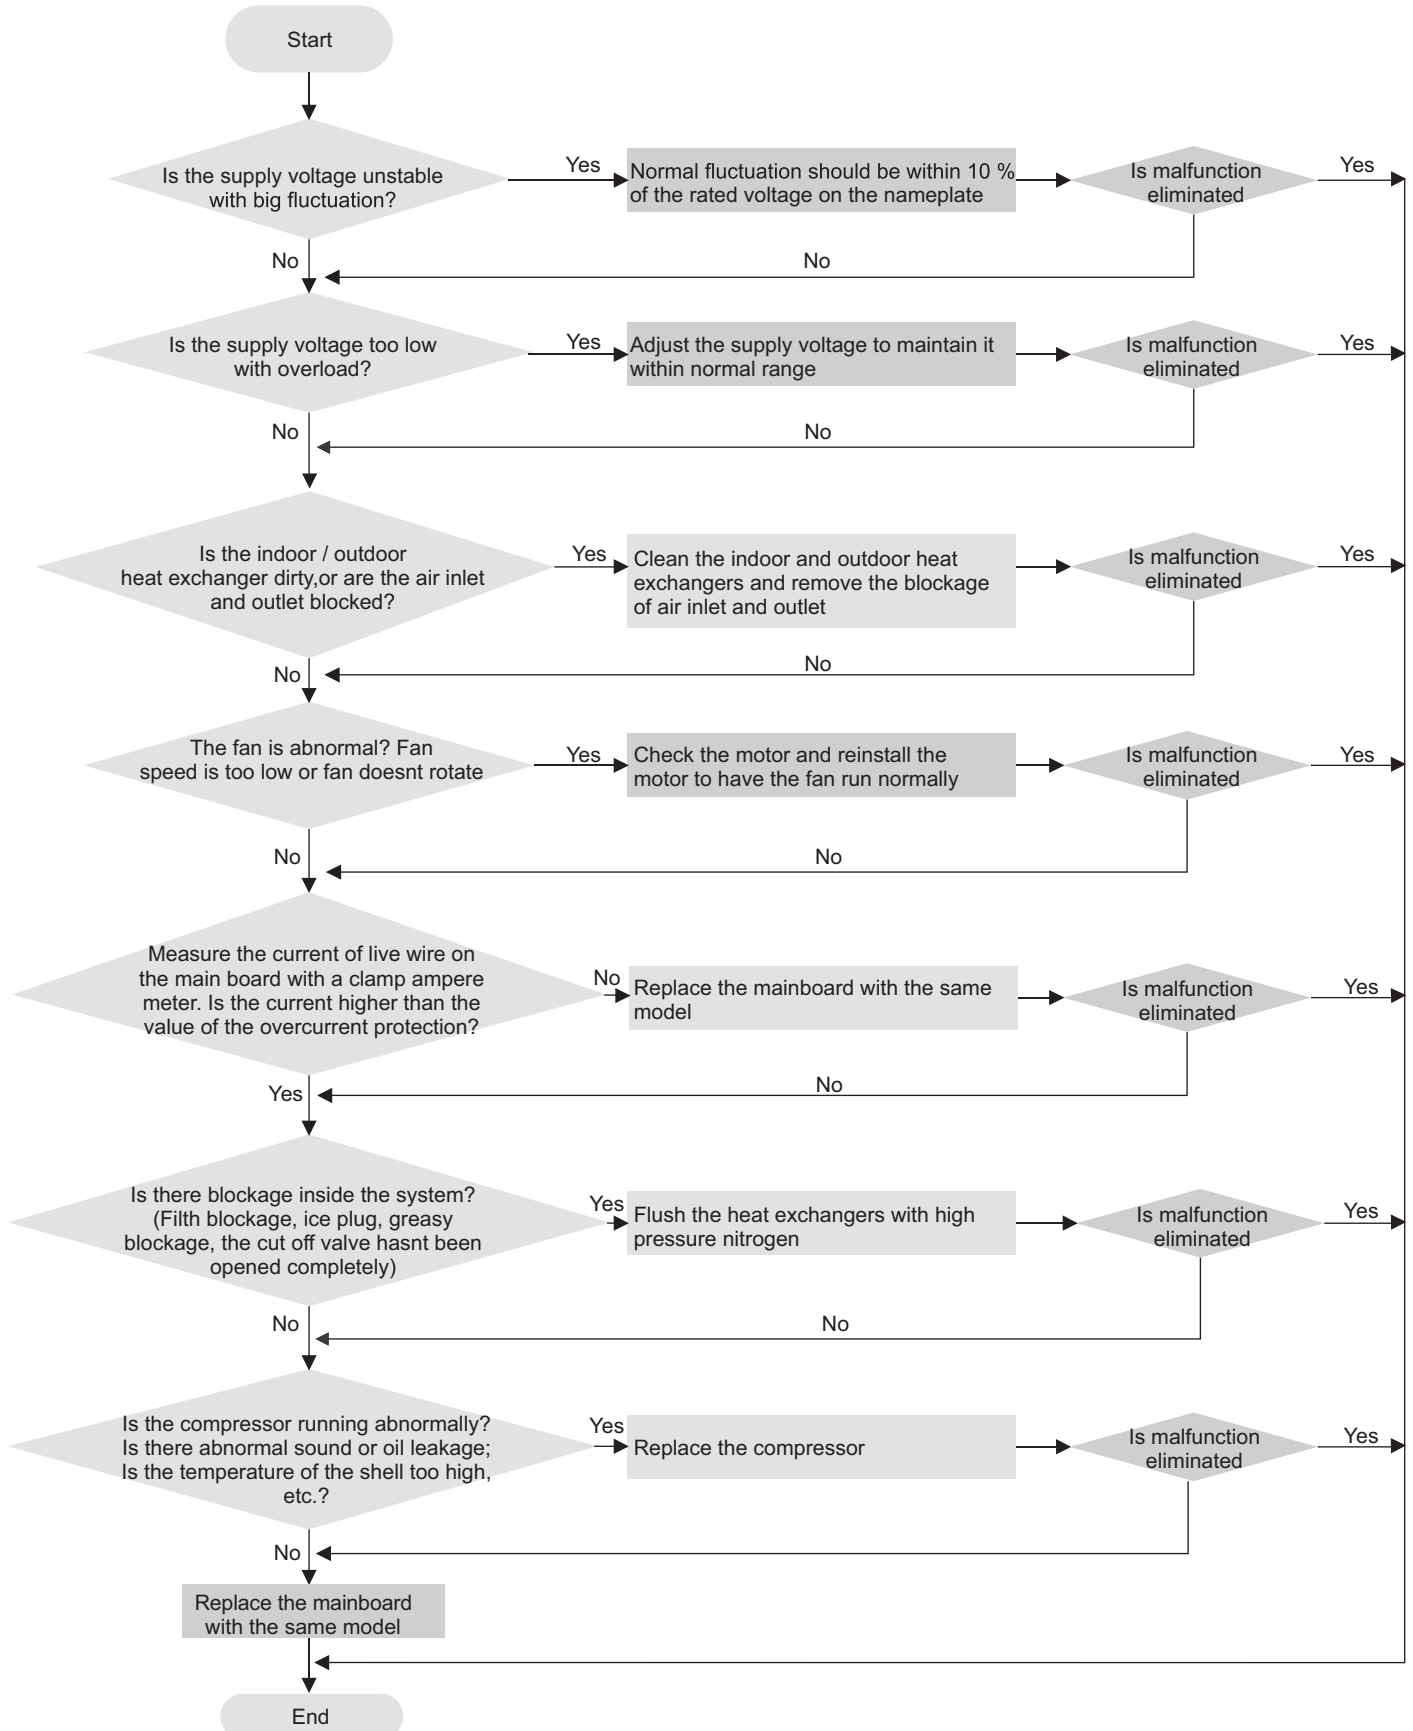 Start
Is the supply voltage unstable
with big fluctuation?
Yes
Normal fluctuation should be within 10 %
of the rated voltage on the nameplate
Is malfunction
eliminated
Yes
No
No
Is the supply voltage too low
with overload?
Yes
Adjust the supply voltage to maintain it
within normal range
Is malfunction
eliminated
Yes
No
No
Is the indoor / outdoor
heat exchanger dirty,or are the air inlet
and outlet blocked?
Yes
Clean the indoor and outdoor heat
exchangers and remove the blockage
of air inlet and outlet
Is malfunction
eliminated
Yes
No
No
The fan is abnormal? Fan
speed is too low or fan doesnt rotate
Yes
Check the motor and reinstall the
motor to have the fan run normally
Is malfunction
eliminated
Yes
No
No
Measure the current of live wire on
the main board with a clamp ampere
meter. Is the current higher than the
value of the overcurrent protection?
No
Replace the mainboard with the same
model
Is malfunction
eliminated
Yes
Yes
No
Is there blockage inside the system?
(Filth blockage, ice plug, greasy
blockage, the cut off valve hasnt been
opened completely)
Yes
Flush the heat exchangers with high
pressure nitrogen
Is malfunction
eliminated
Yes
No
No
Is the compressor running abnormally?
Is there abnormal sound or oil leakage;
Is the temperature of the shell too high,
etc.?
Yes
Replace the compressor
Is malfunction
eliminated
Yes
No
Replace the mainboard
with the same model
End